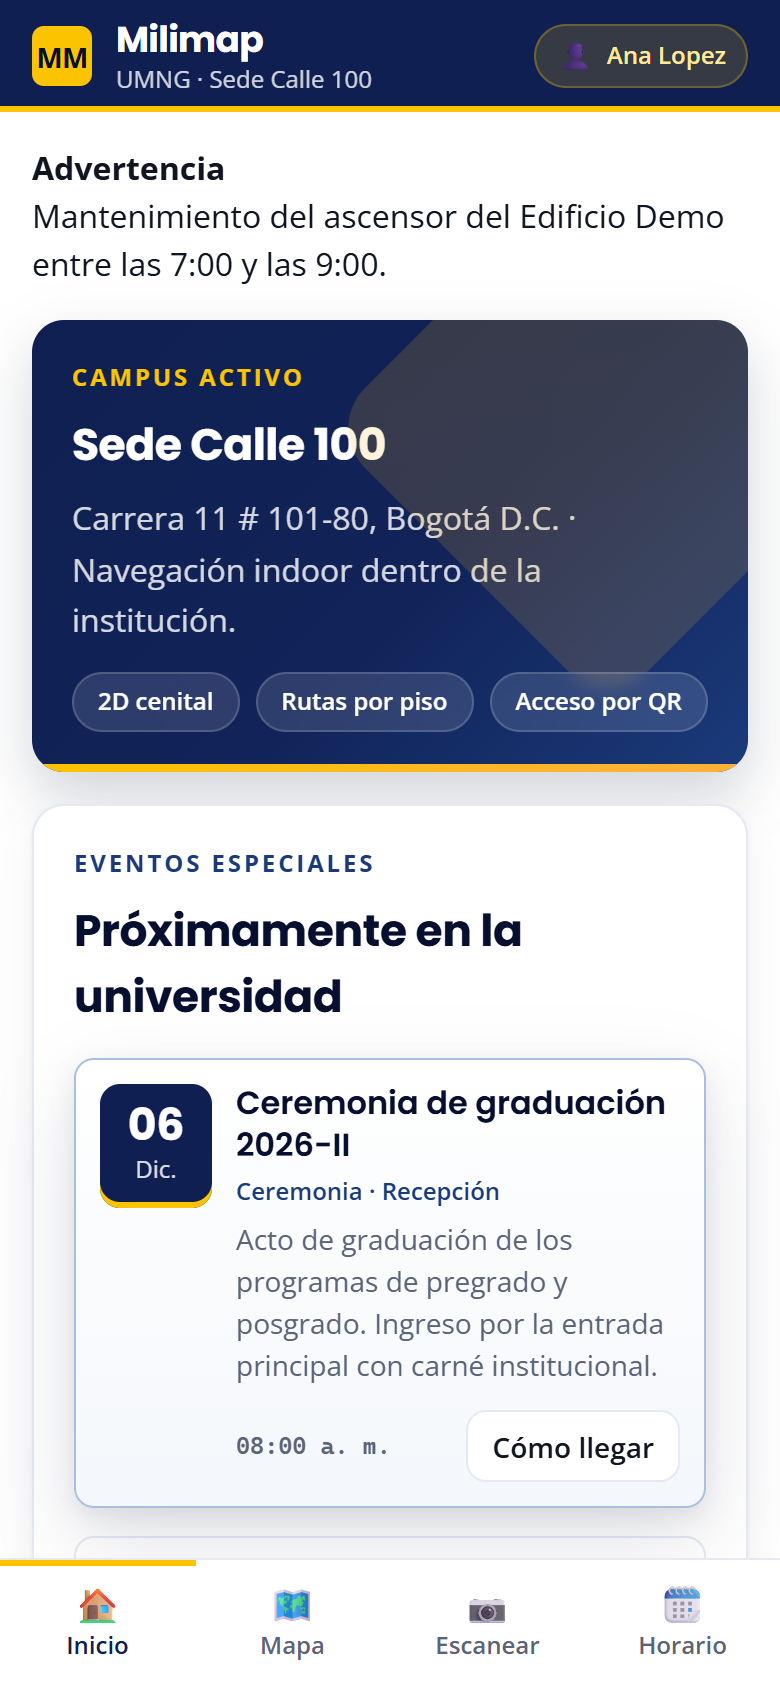 MM
Milimap
UMNG · Sede Calle 100
Ana Lopez
Advertencia
Mantenimiento del ascensor del Edificio Demo
entre las 7:00 y las 9:00.
CAMPUS ACTIVO
Sede Calle 100
Carrera 11 # 101-80, Bogotá D.C. ·
Navegación indoor dentro de la
institución.
2D cenital
Rutas por piso
Acceso por QR
EVENTOS ESPECIALES
Próximamente en la
universidad
06
Dic.
Ceremonia de graduación
2026-II
Ceremonia · Recepción
Acto de graduación de los
programas de pregrado y
posgrado. Ingreso por la entrada
principal con carné institucional.
08:00 a. m.
Cómo llegar
Inicio
Mapa
Escanear
Horario